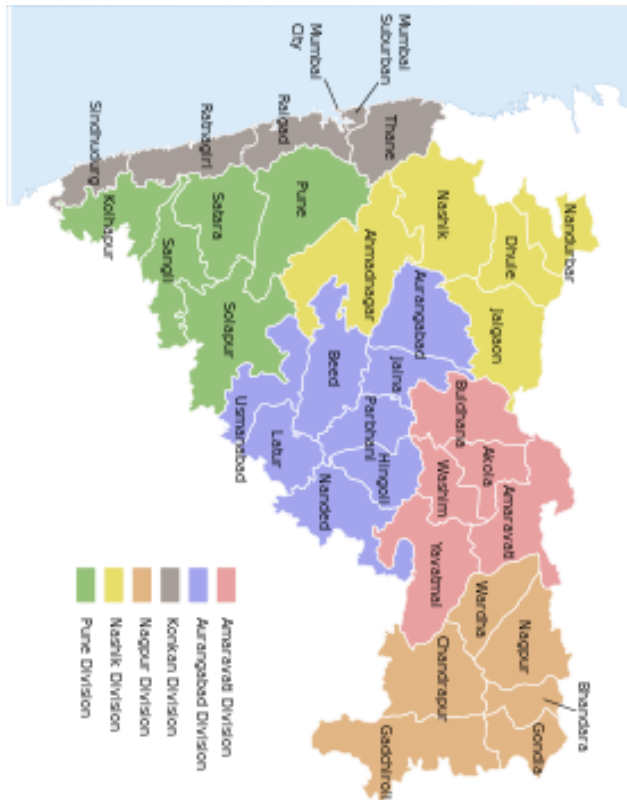 Mumbai
Suburban
Mumbai
City
Thane
Raigad
Ratnagiri
Sindhudurg
Nandurbar
Dhule
Nashik
Jalgaon
Ahmadnagar
Pune
Satara
Kolhapur
Sangli
Solapur
Aurangabad
Jalna
Beed
Parbhani
Hingoli
Usmanabad
Latur
Nanded
Buldhana
Akola
Amaravati
Washim
Yavatmal
Wardha
Nagpur
Bhandara
Gondia
Chandrapur
Gadchiroli
Amaravati Division
Aurangabad Division
Konkan Division
Nagpur Division
Nashik Division
Pune Division